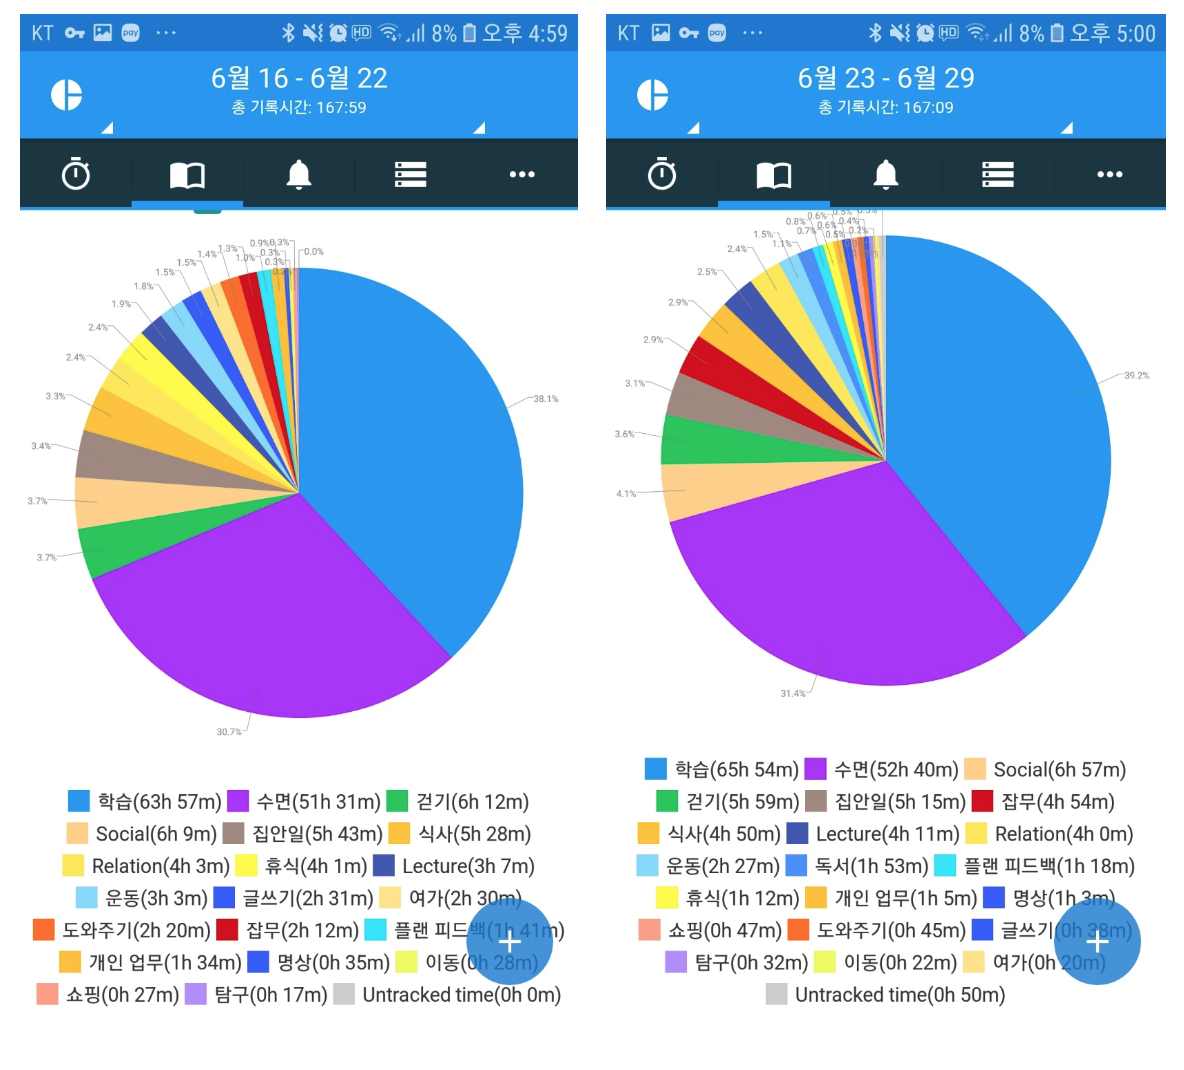 KT pay ... HD 8% 오후 4:59
6월 16 - 6월 22
총 기록시간: 167:59
0.9% 0.3% 0.0%
1.3% 0.3%
1.4% 1.0% 0.3%
1.5%
1.5%
1.8%
1.9%
2.4%
2.4%
3.3%
38.1%
3.4%
3.7%
3.7%
30.7%
학습(63h 57m) 수면(51h 31m) 걷기(6h 12m)
Social(6h 9m) 집안일(5h 43m) 식사(5h 28m)
Relation(4h 3m) 휴식(4h 1m) Lecture(3h 7m)
운동(3h 3m) 글쓰기(2h 31m) 여가(2h 30m)
도와주기(2h 20m) 잡무(2h 12m) 플랜 피드백(1h 41m)
개인 업무(1h 34m) 명상(0h 35m) 이동(0h 28m)
쇼핑(0h 27m) 탐구(0h 17m) Untracked time(0h 0m)
KT pay ... HD 8% 오후 5:00
6월 23 - 6월 29
총 기록시간: 167:09
0.6% 0.5%
0.8% 0.6% 0.4%
1.5% 0.7% 0.5% 0.2%
2.4% 1.1%
2.5%
2.9%
2.9%
39.2%
3.1%
3.6%
4.1%
31.4%
학습(65h 54m) 수면(52h 40m) Social(6h 57m)
걷기(5h 59m) 집안일(5h 15m) 잡무(4h 54m)
식사(4h 50m) Lecture(4h 11m) Relation(4h 0m)
운동(2h 27m) 독서(1h 53m) 플랜 피드백(1h 18m)
휴식(1h 12m) 개인 업무(1h 5m) 명상(1h 3m)
쇼핑(0h 47m) 도와주기(0h 45m) 글쓰기(0h 38m)
탐구(0h 32m) 이동(0h 22m) 여가(0h 20m)
Untracked time(0h 50m)